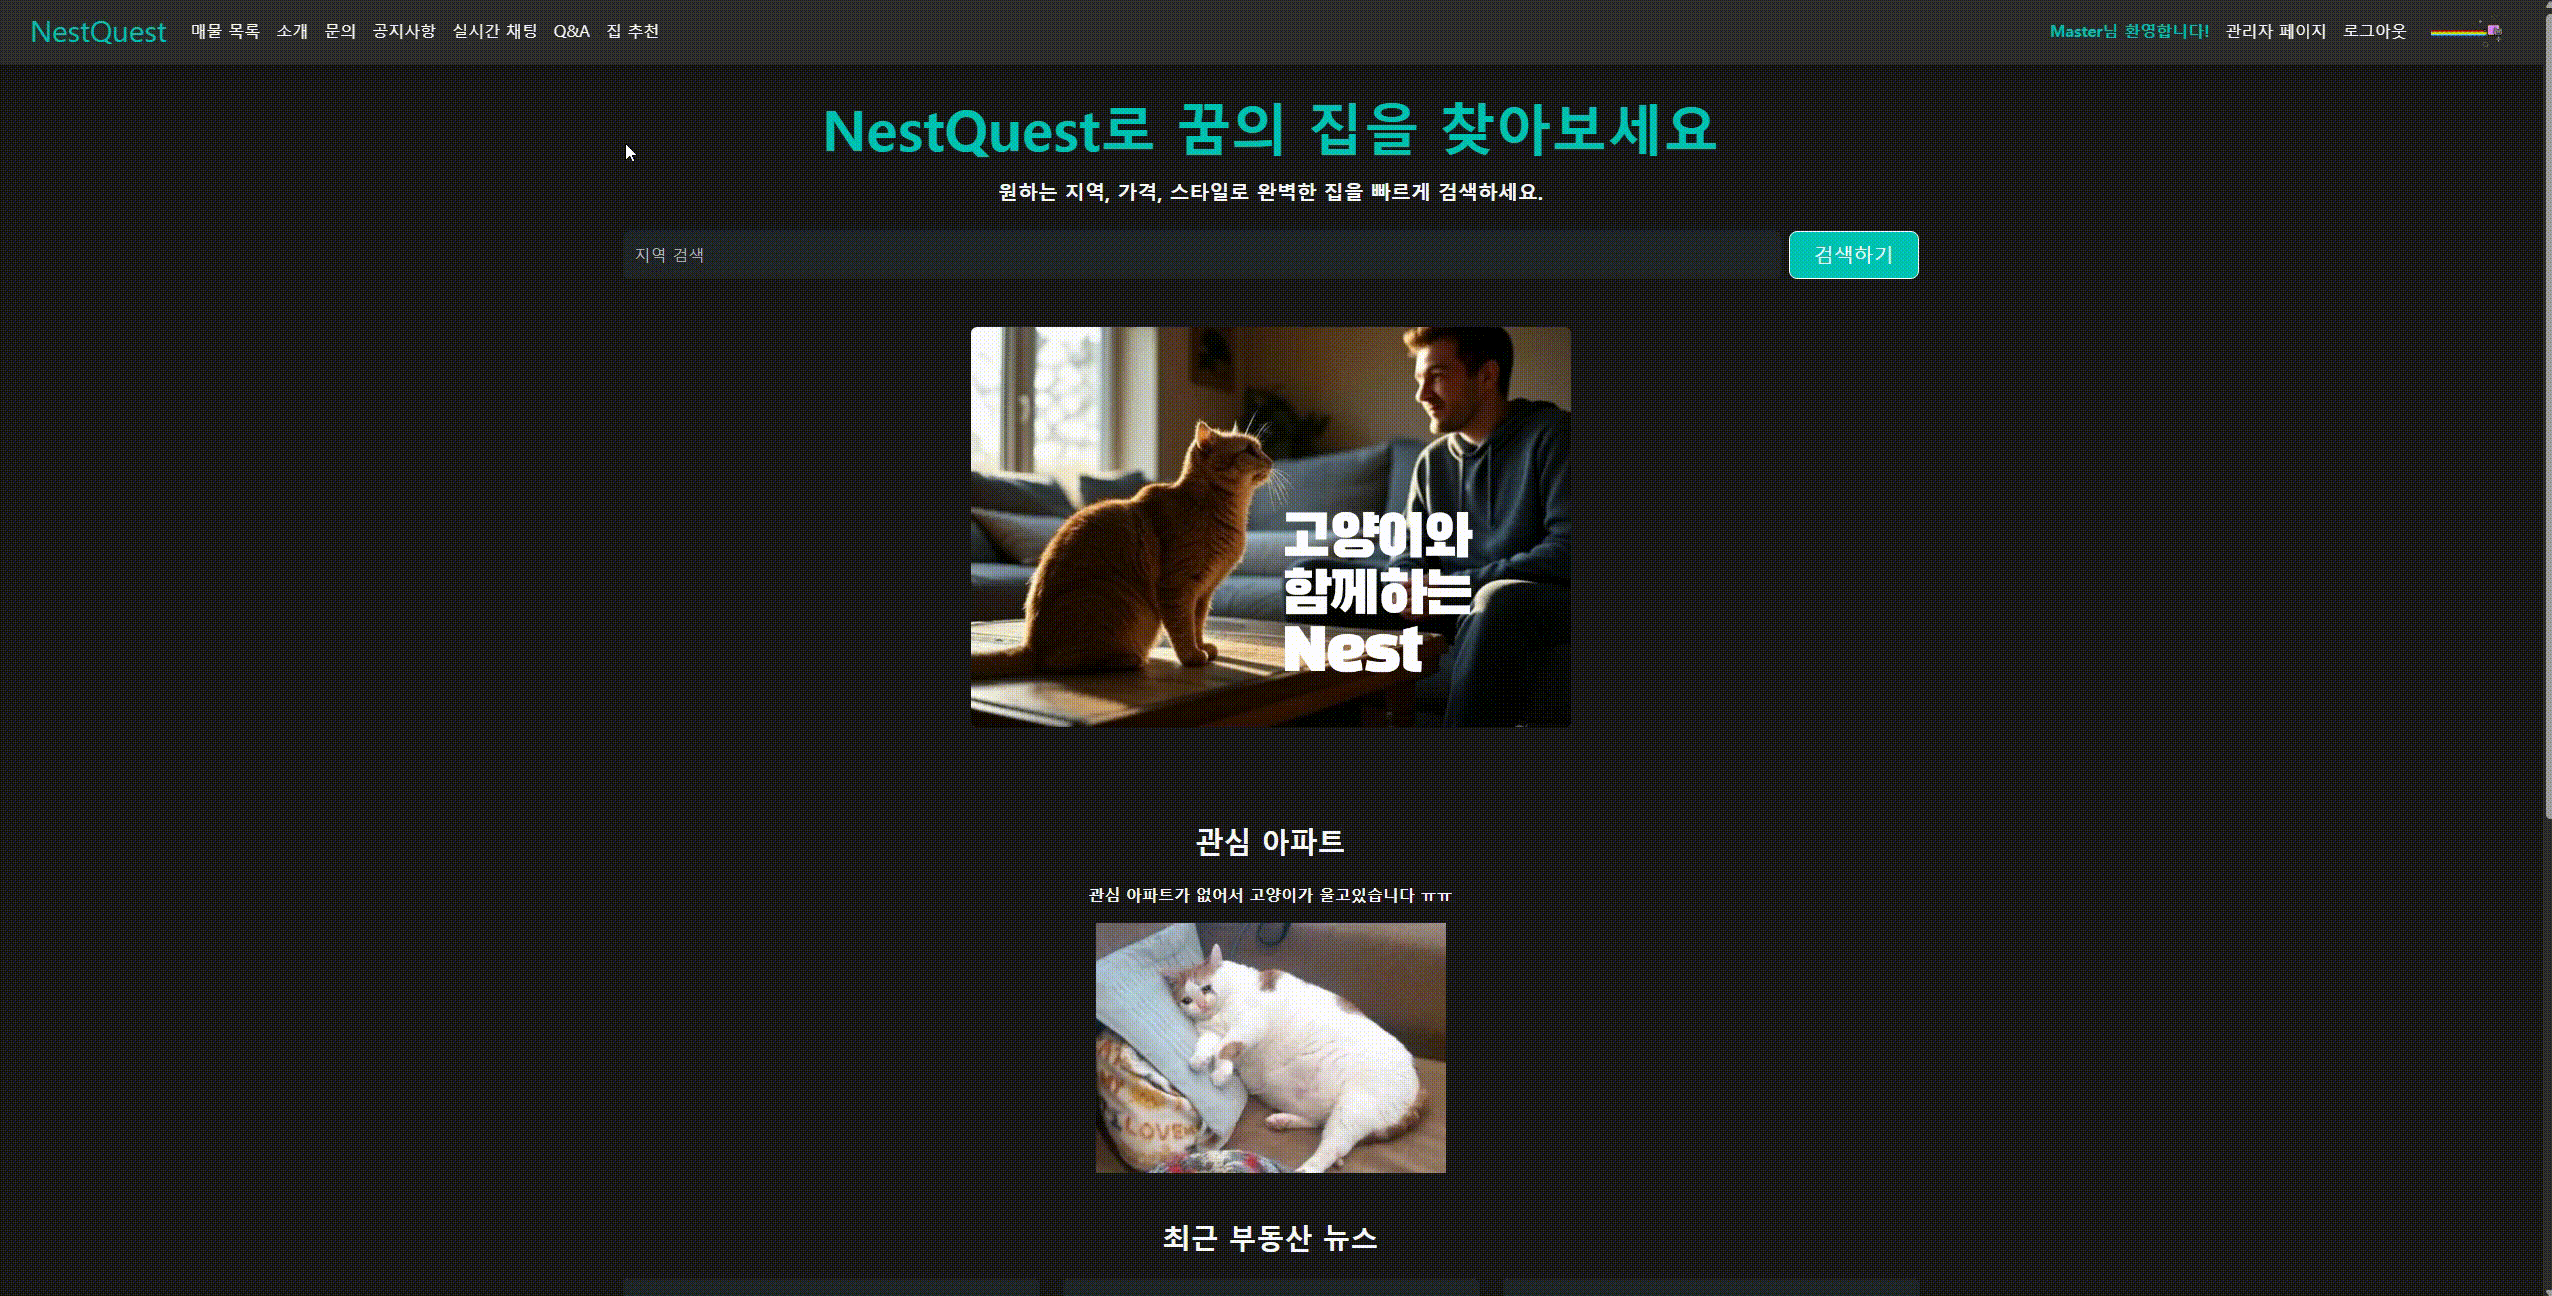 NestQuest 매물 목록 소개 문의 공지사항 실시간 채팅 Q&A 집 추천 Master님 환영합니다! 관리자 페이지 로그아웃
NestQuest로 꿈의 집을 찾아보세요
원하는 지역, 가격, 스타일로 완벽한 집을 빠르게 검색하세요.
지역 검색 검색하기
고양이와
함께하는
Nest
관심 아파트
관심 아파트가 없어서 고양이가 울고있습니다 ㅠㅠ
LOVE
최근 부동산 뉴스